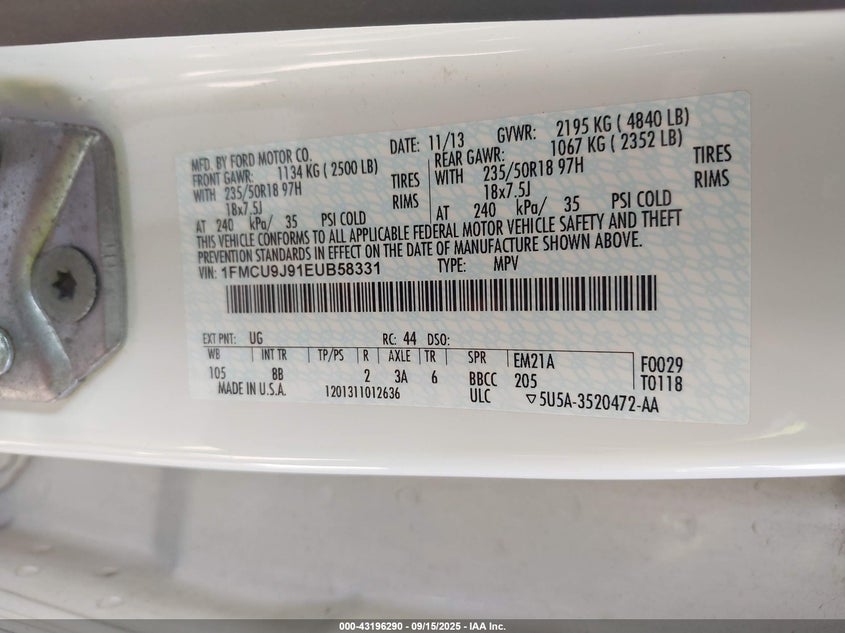 MFD. BY FORD MOTOR CO. DATE: 11/13 GVWR: 2195 KG ( 4840 LB)
FRONT GAWR: 1134 KG ( 2500 LB) REAR GAWR: 1067 KG ( 2352 LB)
WITH 235/50R18 97H TIRES WITH 235/50R18 97H TIRES
18x7.5J RIMS 18x7.5J RIMS
AT 240 kPa/ 35 PSI COLD AT 240 kPa/ 35 PSI COLD
THIS VEHICLE CONFORMS TO ALL APPLICABLE FEDERAL MOTOR VEHICLE SAFETY AND THEFT
PREVENTION STANDARDS IN EFFECT ON THE DATE OF MANUFACTURE SHOWN ABOVE.
VIN: 1FMCU9J91EUB58331 TYPE: MPV
EXT PNT: UG RC: 44 DSO:
WB INT TR TP/PS R AXLE TR SPR EM21A F0029
105 8B 2 3A 6 BBCC 205 T0118
MADE IN U.S.A. 1201311012636 ULC ▽5U5A-3520472-AA
000-43196290 - 09/15/2025 - IAA Inc.